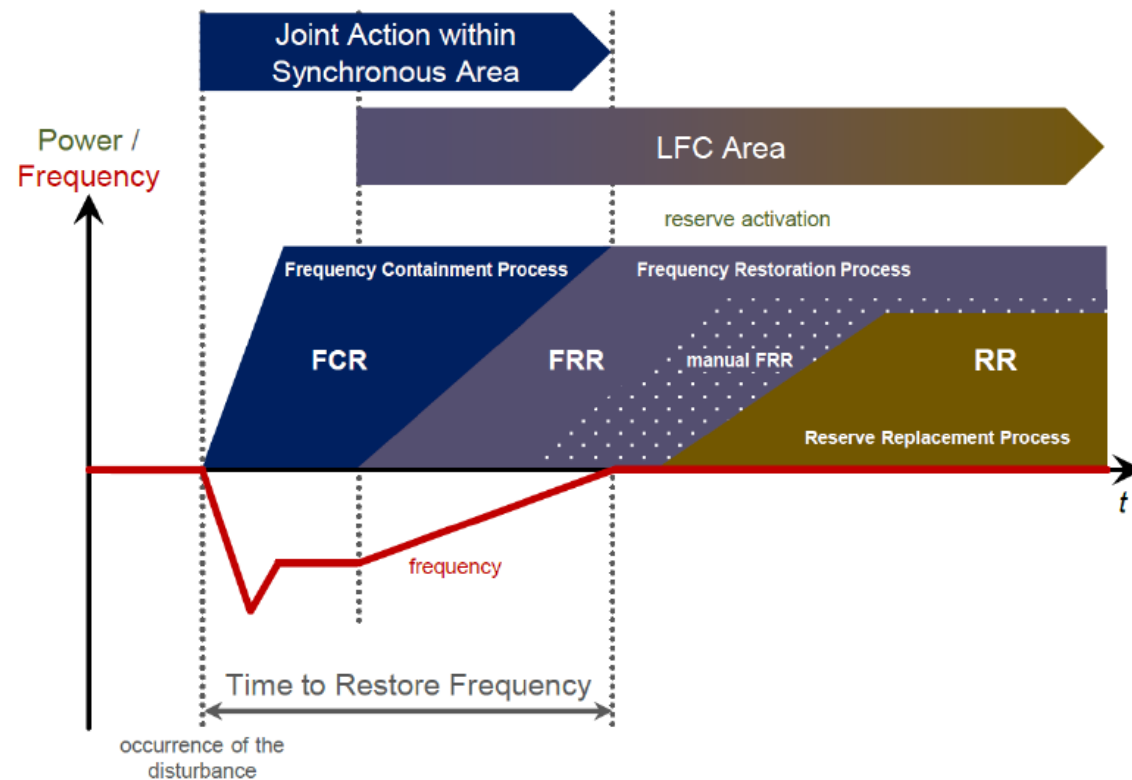 Joint Action within
Synchronous Area
LFC Area
Power /
Frequency
reserve activation
Frequency Containment Process
Frequency Restoration Process
FCR
FRR
manual FRR
RR
Reserve Replacement Process
t
frequency
Time to Restore Frequency
occurrence of the
disturbance